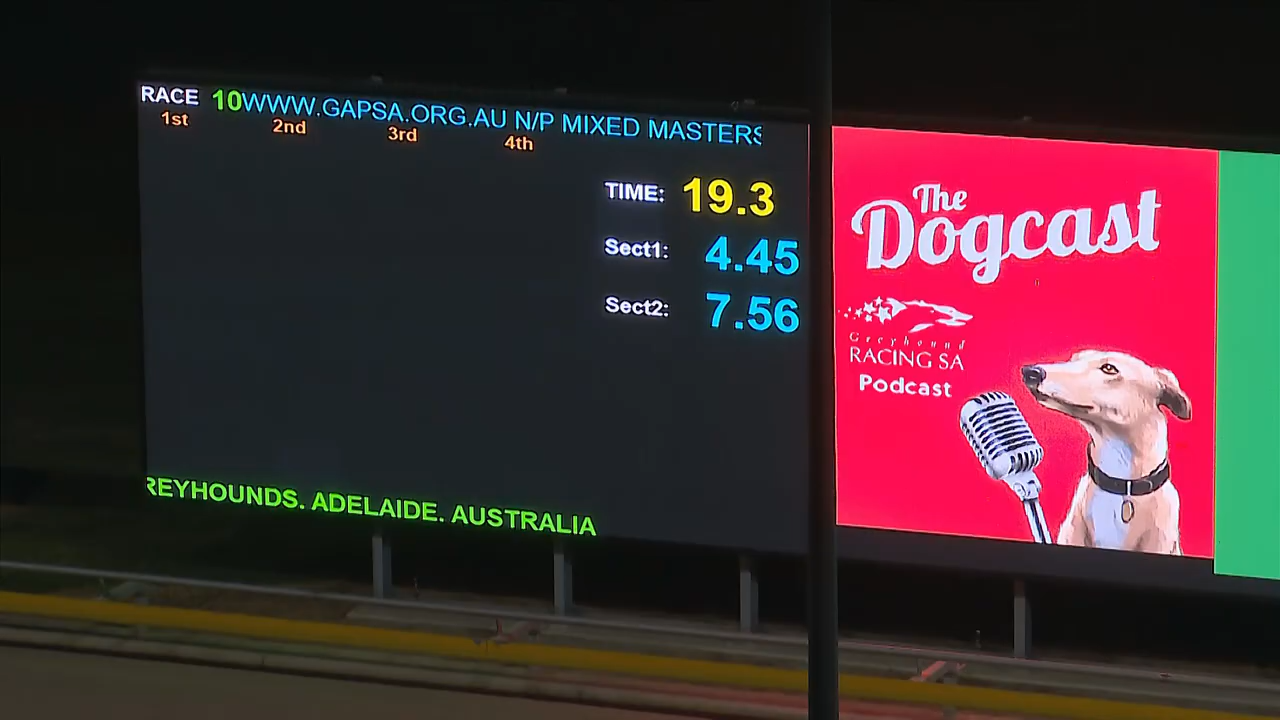 RACE 10WWW.GAPSA.ORG.AU N/P MIXED MASTERS
1st 2nd 3rd 4th
TIME: 19.3
Sect1: 4.45
Sect2: 7.56
REYHOUNDS. ADELAIDE. AUSTRALIA
The
Dogcast
Greyhound
RACING SA
Podcast